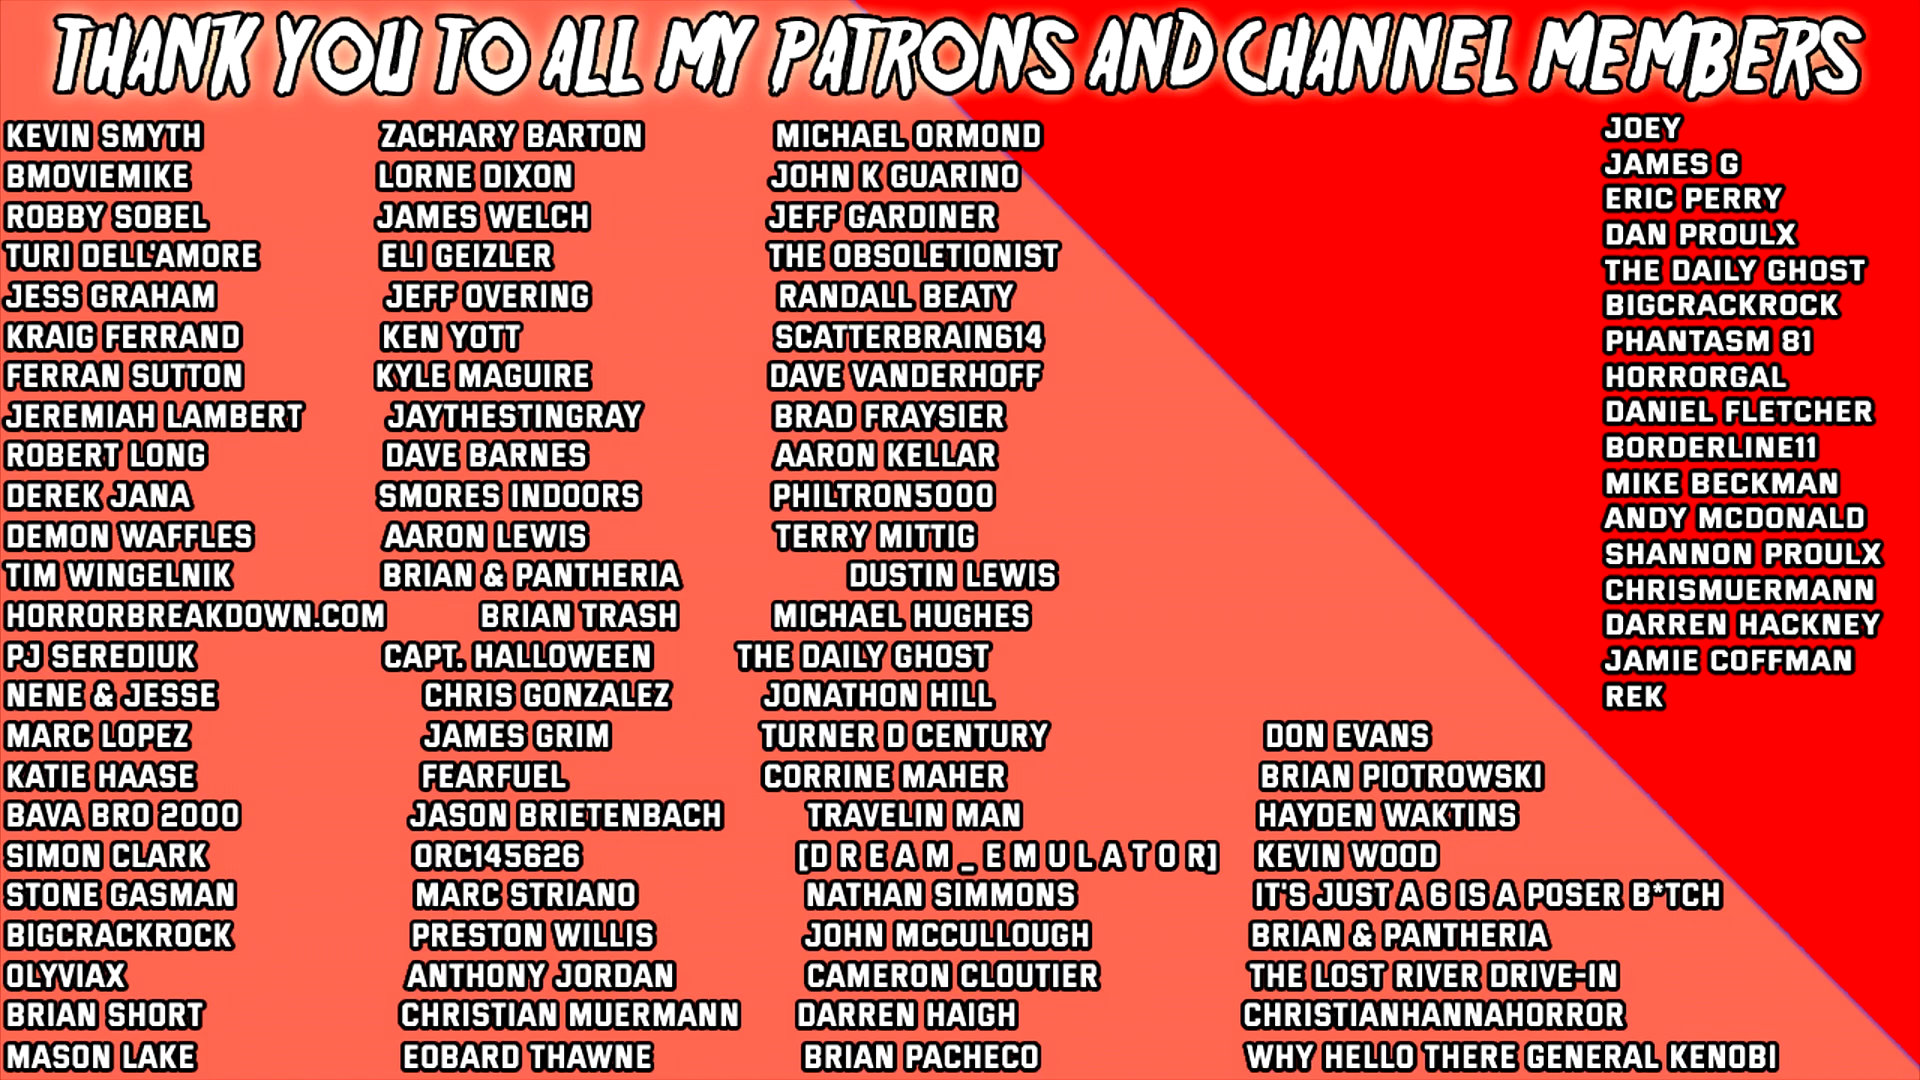 THANK YOU TO ALL MY PATRONS AND CHANNEL MEMBERS
KEVIN SMYTH
BMOVIEMIKE
ROBBY SOBEL
TURI DELL'AMORE
JESS GRAHAM
KRAIG FERRAND
FERRAN SUTTON
JEREMIAH LAMBERT
ROBERT LONG
DEREK JANA
DEMON WAFFLES
TIM WINGELNIK
HORRORBREAKDOWN.COM
PJ SEREDIUK
NENE & JESSE
MARC LOPEZ
KATIE HAASE
BAVA BRO 2000
SIMON CLARK
STONE GASMAN
BIGCRACKROCK
OLYVIAX
BRIAN SHORT
MASON LAKE
ZACHARY BARTON
LORNE DIXON
JAMES WELCH
ELI GEIZLER
JEFF OVERING
KEN YOTT
KYLE MAGUIRE
JAYTHESTINGRAY
DAVE BARNES
SMORES INDOORS
AARON LEWIS
BRIAN & PANTHERIA
BRIAN TRASH
CAPT. HALLOWEEN
CHRIS GONZALEZ
JAMES GRIM
FEARFUEL
JASON BRIETENBACH
ORC145626
MARC STRIANO
PRESTON WILLIS
ANTHONY JORDAN
CHRISTIAN MUERMANN
EOBARD THAWNE
MICHAEL ORMOND
JOHN K GUARINO
JEFF GARDINER
THE OBSOLETIONIST
RANDALL BEATY
SCATTERBRAIN614
DAVE VANDERHOFF
BRAD FRAYSIER
AARON KELLAR
PHILTRON5000
TERRY MITTIG
DUSTIN LEWIS
MICHAEL HUGHES
THE DAILY GHOST
JONATHON HILL
TURNER D CENTURY
CORRINE MAHER
TRAVELIN MAN
[D R E A M _ E M U L A T O R]
NATHAN SIMMONS
JOHN MCCULLOUGH
CAMERON CLOUTIER
DARREN HAIGH
BRIAN PACHECO
DON EVANS
BRIAN PIOTROWSKI
HAYDEN WAKTINS
KEVIN WOOD
IT'S JUST A 6 IS A POSER B*TCH
BRIAN & PANTHERIA
THE LOST RIVER DRIVE-IN
CHRISTIANHANNAHORROR
WHY HELLO THERE GENERAL KENOBI
JOEY
JAMES G
ERIC PERRY
DAN PROULX
THE DAILY GHOST
BIGCRACKROCK
PHANTASM 81
HORRORGAL
DANIEL FLETCHER
BORDERLINE11
MIKE BECKMAN
ANDY MCDONALD
SHANNON PROULX
CHRISMUERMANN
DARREN HACKNEY
JAMIE COFFMAN
REK